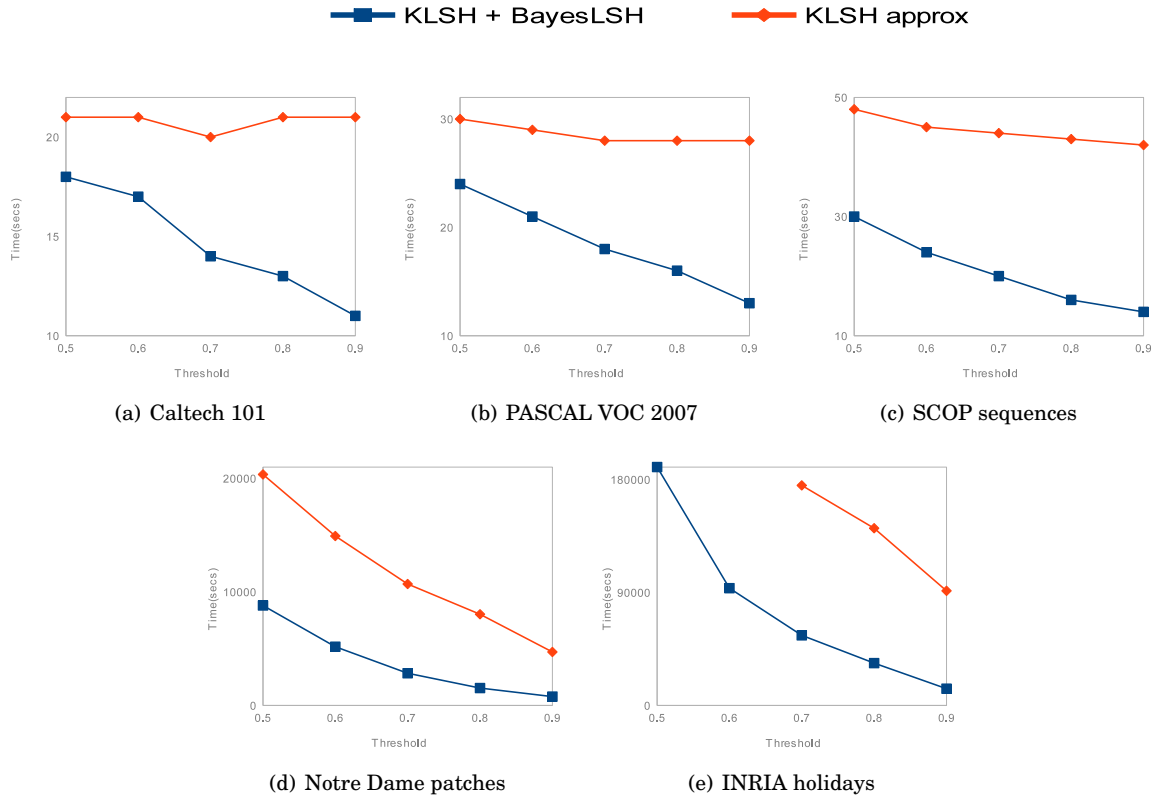 KLSH + BayesLSH
KLSH approx
20
15
10
Time(secs)
0.5 0.6 0.7 0.8 0.9
Threshold
(a) Caltech 101
30
20
10
Time(secs)
0.5 0.6 0.7 0.8 0.9
Threshold
(b) PASCAL VOC 2007
50
30
10
Time(secs)
0.5 0.6 0.7 0.8 0.9
Threshold
(c) SCOP sequences
20000
10000
0
Time(secs)
0.5 0.6 0.7 0.8 0.9
Threshold
(d) Notre Dame patches
180000
90000
0
Time(secs)
0.5 0.6 0.7 0.8 0.9
Threshold
(e) INRIA holidays